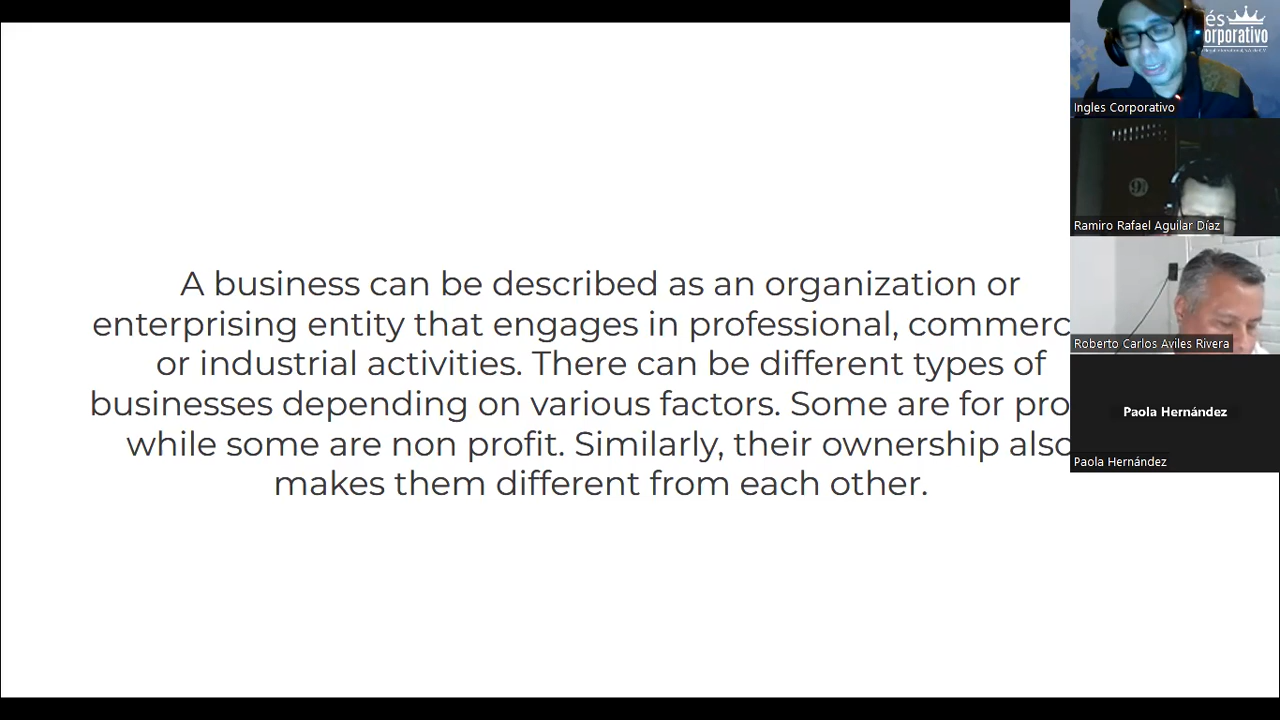 A business can be described as an organization or
enterprising entity that engages in professional,
or industrial activities. There can be different types of
businesses depending on various factors. Some are for
while some are non profit. Similarly, their ownership also
makes them different from each other.
és
orporativo
Ingles Corporativo
Ramiro Rafael Aguilar Díaz
Roberto Carlos Aviles Rivera
Paola Hernández
Paola Hernández